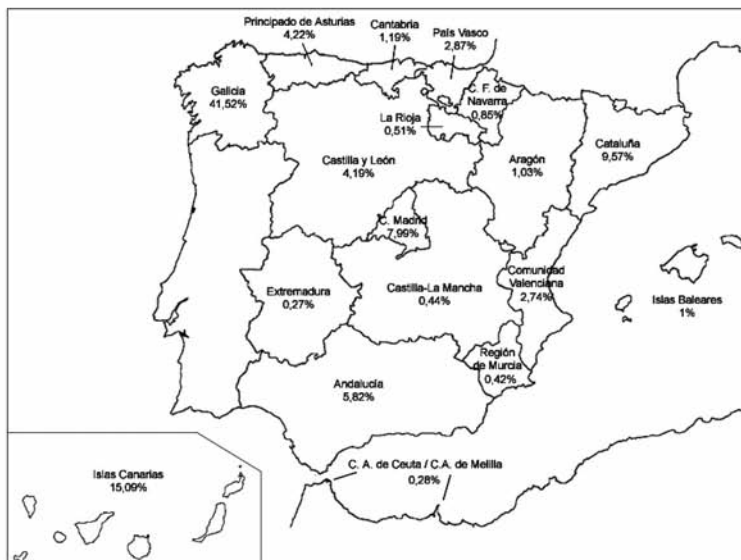 Principado de Asturias
4,22%
Cantabria
1,19%
País Vasco
2,87%
Galicia
41,52%
C. F. de
Navarra
0,85%
La Rioja
0,51%
Castilla y León
4,19%
Aragón
1,03%
Cataluña
9,57%
C. Madrid
7,99%
Extremadura
0,27%
Castilla-La Mancha
0,44%
Comunidad
Valenciana
2,74%
Islas Baleares
1%
Región
de Murcia
0,42%
Andalucía
5,82%
Islas Canarias
15,09%
C. A. de Ceuta / C.A. de Melilla
0,28%